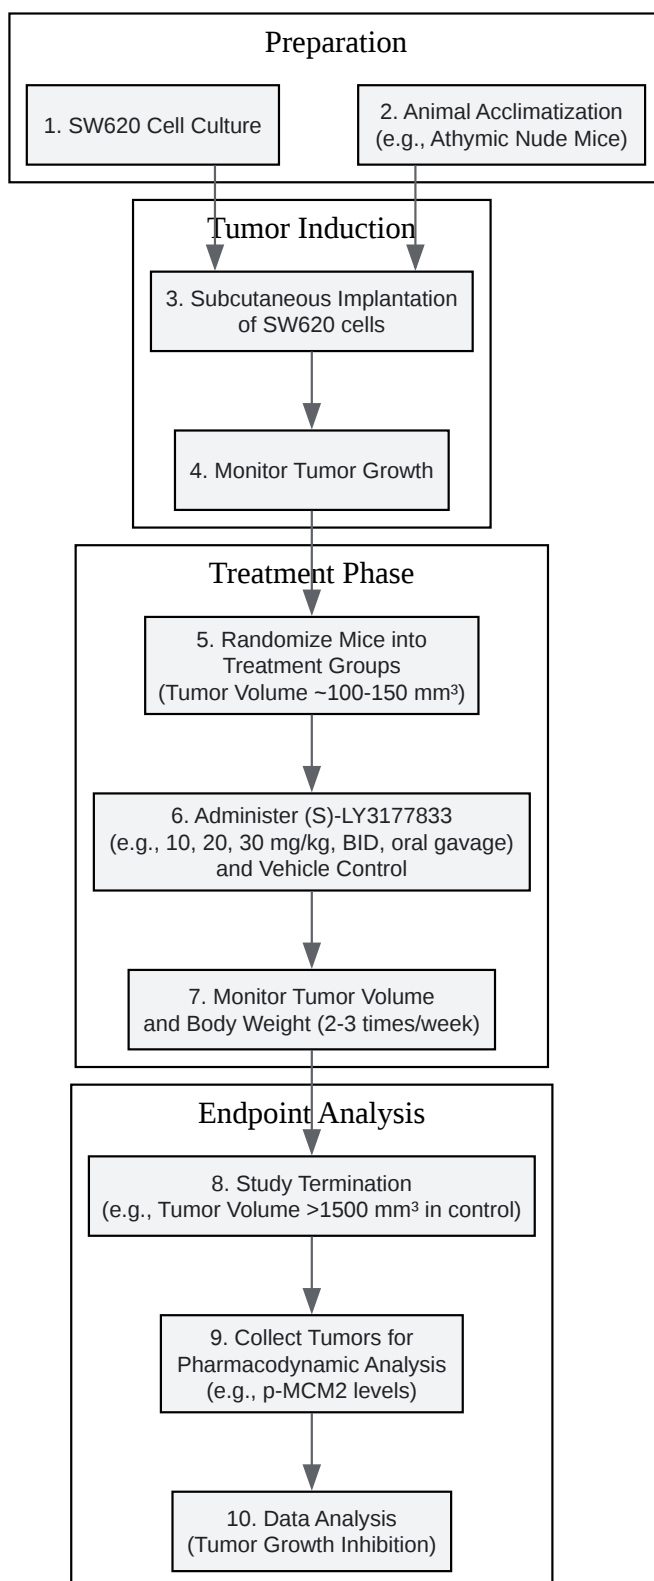 Preparation
1. SW620 Cell Culture
2. Animal Acclimatization
(e.g., Athymic Nude Mice)
Tumor Induction
3. Subcutaneous Implantation
of SW620 cells
4. Monitor Tumor Growth
Treatment Phase
5. Randomize Mice into
Treatment Groups
(Tumor Volume ~100-150 mm³)
6. Administer (S)-LY3177833
(e.g., 10, 20, 30 mg/kg, BID, oral gavage)
and Vehicle Control
7. Monitor Tumor Volume
and Body Weight (2-3 times/week)
Endpoint Analysis
8. Study Termination
(e.g., Tumor Volume >1500 mm³ in control)
9. Collect Tumors for
Pharmacodynamic Analysis
(e.g., p-MCM2 levels)
10. Data Analysis
(Tumor Growth Inhibition)